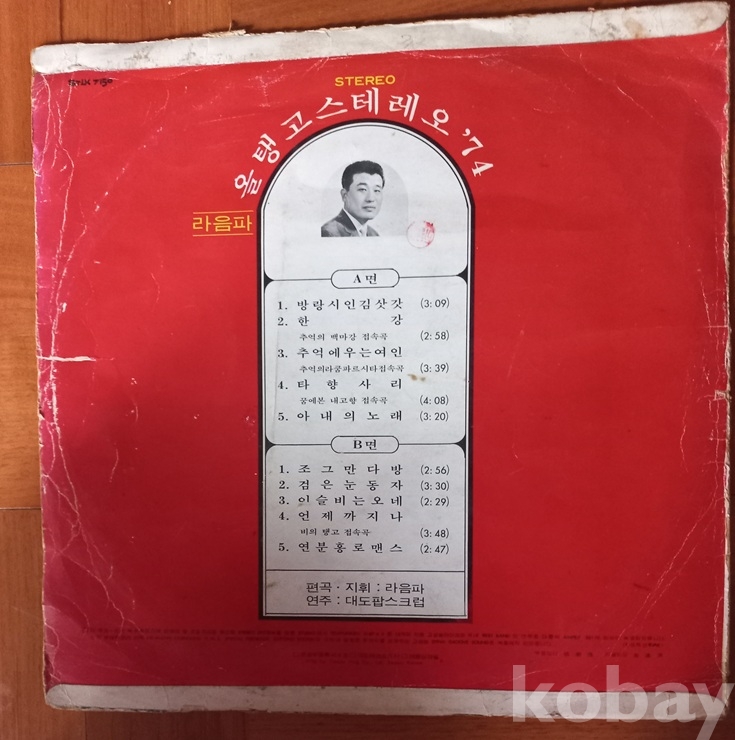 STEREO
올탱고스테레오 '74
라음파
A면
1. 방랑시인김삿갓 (3:09)
2. 한 강
추억의 백마강 접속곡 (2:58)
3. 추억에우는여인
추억의라쿰파르시타접속곡 (3:39)
4. 타 향 사 리
꿈에본 내고향 접속곡 (4:08)
5. 아 내 의 노 래 (3:20)
B면
1. 조 그 만 다 방 (2:56)
2. 검 은 눈 동 자 (3:30)
3. 이슬비는오네 (2:29)
4. 언 제 까 지 나
비의 탱고 접속곡 (3:48)
5. 연 분 홍 로 맨 스 (2:47)
편곡·지휘:라음파
연주:대도팝스크럽
kobay